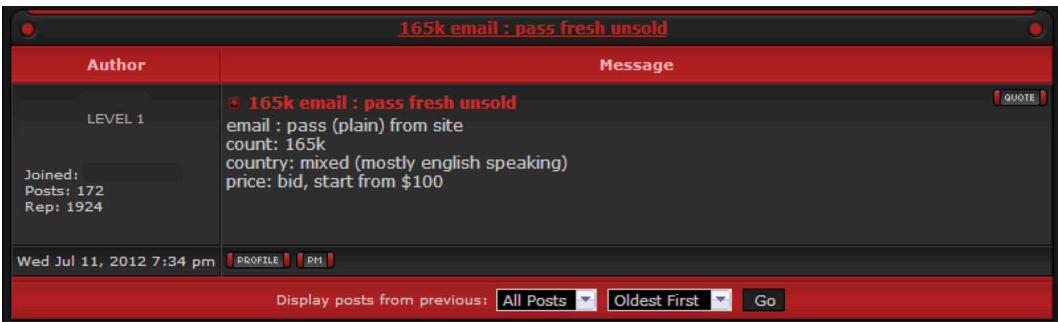 165k email : pass fresh unsold
Author Message
LEVEL 1
Joined:
Posts: 172
Rep: 1924
165k email : pass fresh unsold
QUOTE
email : pass (plain) from site
count: 165k
country: mixed (mostly english speaking)
price: bid, start from $100
Wed Jul 11, 2012 7:34 pm PROFILE PM
Display posts from previous: All Posts Oldest First Go